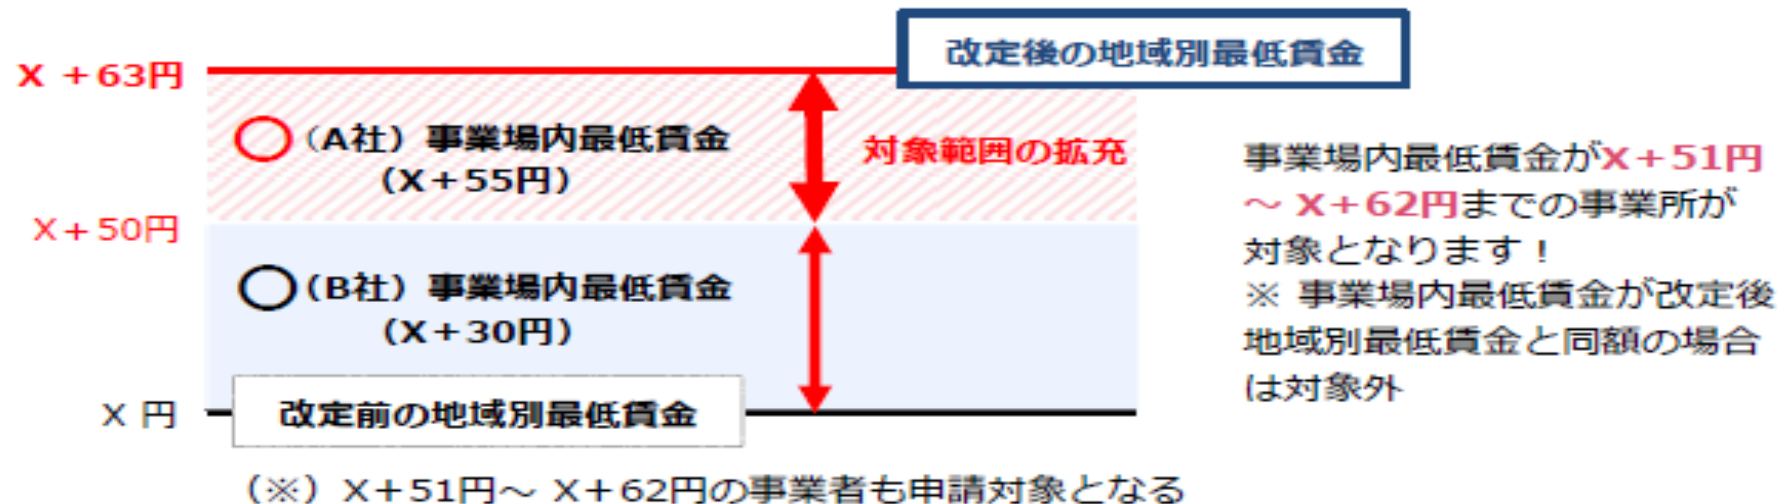 改定後の地域別最低賃金
X +63円
(A社)事業場内最低賃金
(X+55円)
対象範囲の拡充
X+50円
(B社)事業場内最低賃金
(X+30円)
X 円
改定前の地域別最低賃金
(※)X+51円~ X+62円の事業者も申請対象となる
事業場内最低賃金がX+51円
~ X+62円までの事業所が
対象となります!
※ 事業場内最低賃金が改定後
地域別最低賃金と同額の場合
は対象外